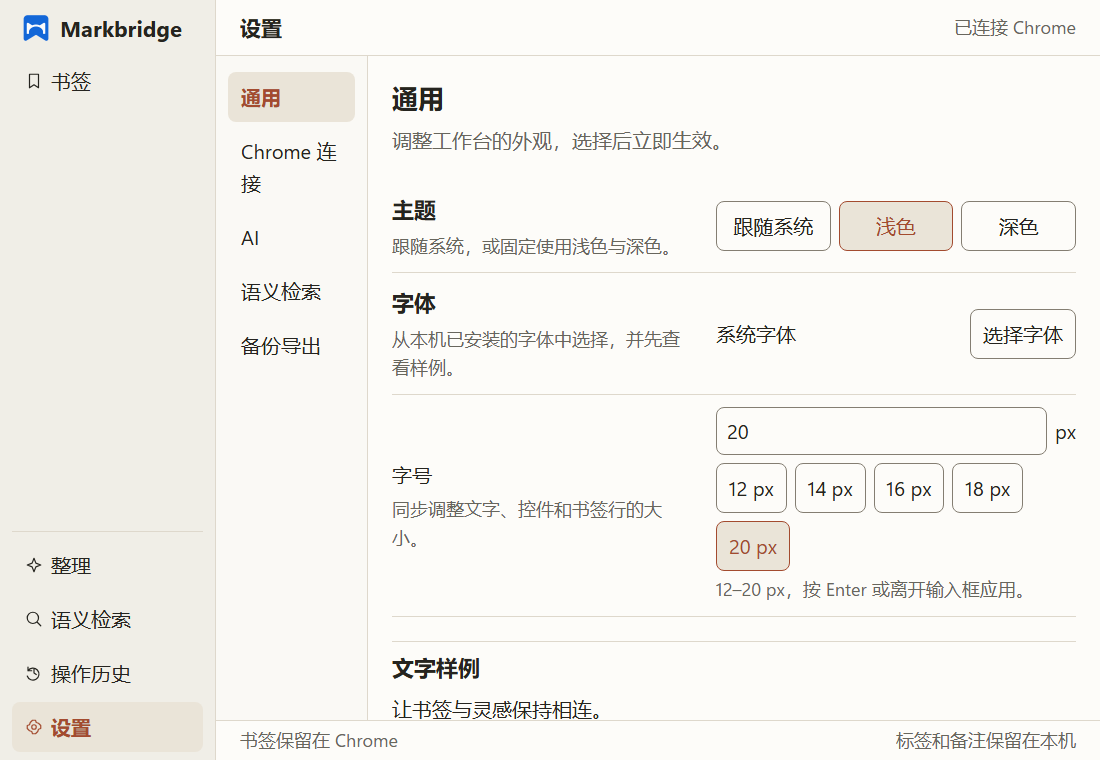 Markbridge
书签
整理
语义检索
操作历史
设置
设置
已连接 Chrome
通用
Chrome 连
接
AI
语义检索
备份导出
通用
调整工作台的外观，选择后立即生效。
主题
跟随系统，或固定使用浅色与深色。
跟随系统
浅色
深色
字体
从本机已安装的字体中选择，并先查
看样例。
系统字体
选择字体
字号
同步调整文字、控件和书签行的大
小。
20
px
12 px
14 px
16 px
18 px
20 px
12–20 px，按 Enter 或离开输入框应用。
文字样例
让书签与灵感保持相连。
书签保留在 Chrome
标签和备注保留在本机